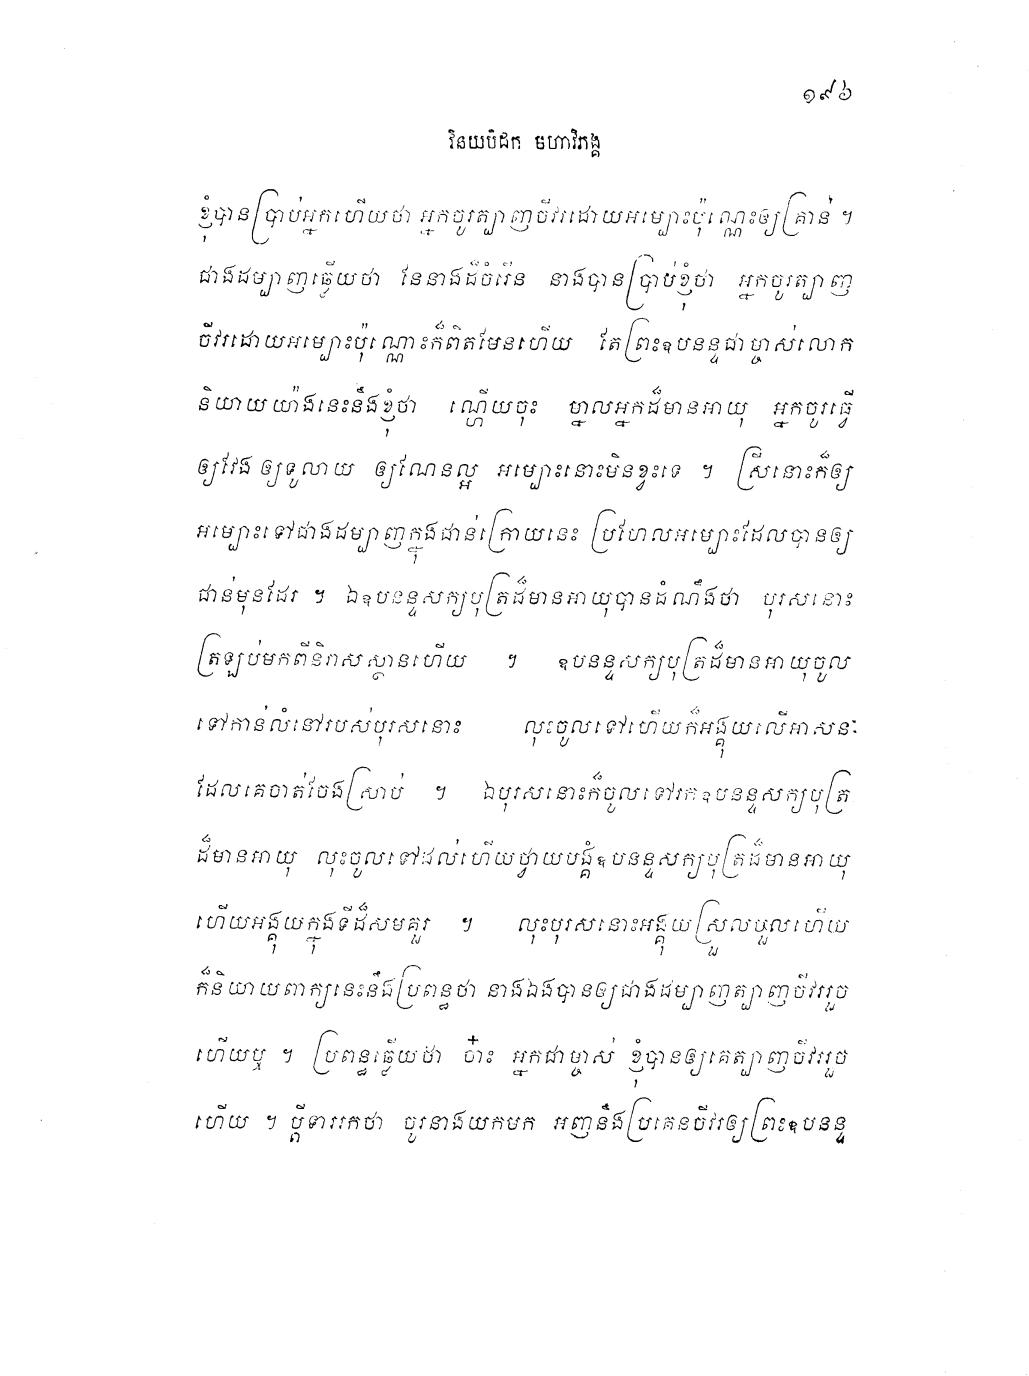 ១៩៦
វិនយបិដក មហាវិភង្គ
ខ្ញុំបានប្រាប់អ្នកហើយថា អ្នកចូរត្បាញចីវរដោយអម្បោះប៉ុណ្ណេះឲ្យគ្រាន់ ។
ជាងដម្បាញឆ្លើយថា នែនាងដ៏ចំរើន នាងបានប្រាប់ខ្ញុំថា អ្នកចូរត្បាញ
ចីវរដោយអម្បោះប៉ុណ្ណោះក៏ពិតមែនហើយ តែព្រះឧបនន្ទជាម្ចាស់លោក
និយាយយ៉ាងនេះនឹងខ្ញុំថា ណ្ហើយចុះ ម្នាលអ្នកដ៏មានអាយុ អ្នកចូរធ្វើ
ឲ្យវែង ឲ្យទូលាយ ឲ្យណែនល្អ អម្បោះនោះមិនខ្វះទេ ។ ស្រីនោះក៏ឲ្យ
អម្បោះទៅជាងដម្បាញក្នុងជាន់ក្រោយនេះ ប្រហែលអម្បោះដែលបានឲ្យ
ជាន់មុនដែរ ។ ឯឧបនន្ទសក្យបុត្រដ៏មានអាយុបានដំណឹងថា បុរសនោះ
ត្រឡប់មកពីនិវាសស្ថានហើយ ។ ឧបនន្ទសក្យបុត្រដ៏មានអាយុចូល
ទៅកាន់លំនៅរបស់បុរសនោះ លុះចូលទៅហើយក៏អង្គុយលើអាសនៈ
ដែលគេចាត់ចែងស្រាប់ ។ ឯបុរសនោះក៏ចូលទៅរកឧបនន្ទសក្យបុត្រ
ដ៏មានអាយុ លុះចូលទៅដល់ហើយថ្វាយបង្គំឧបនន្ទសក្យបុត្រដ៏មានអាយុ
ហើយអង្គុយក្នុងទីដ៏សមគួរ ។ លុះបុរសនោះអង្គុយស្រួលបួលហើយ
ក៏និយាយពាក្យនេះនឹងប្រពន្ធថា នាងឯងបានឲ្យជាងដម្បាញត្បាញចីវររួច
ហើយឬ ។ ប្រពន្ធឆ្លើយថា ច៎ាះ អ្នកជាម្ចាស់ ខ្ញុំបានឲ្យគេត្បាញចីវររួច
ហើយ ។ ប្តីទាររកថា ចូរនាងយកមក អញនឹងប្រគេនចីវរឲ្យព្រះឧបនន្ទ